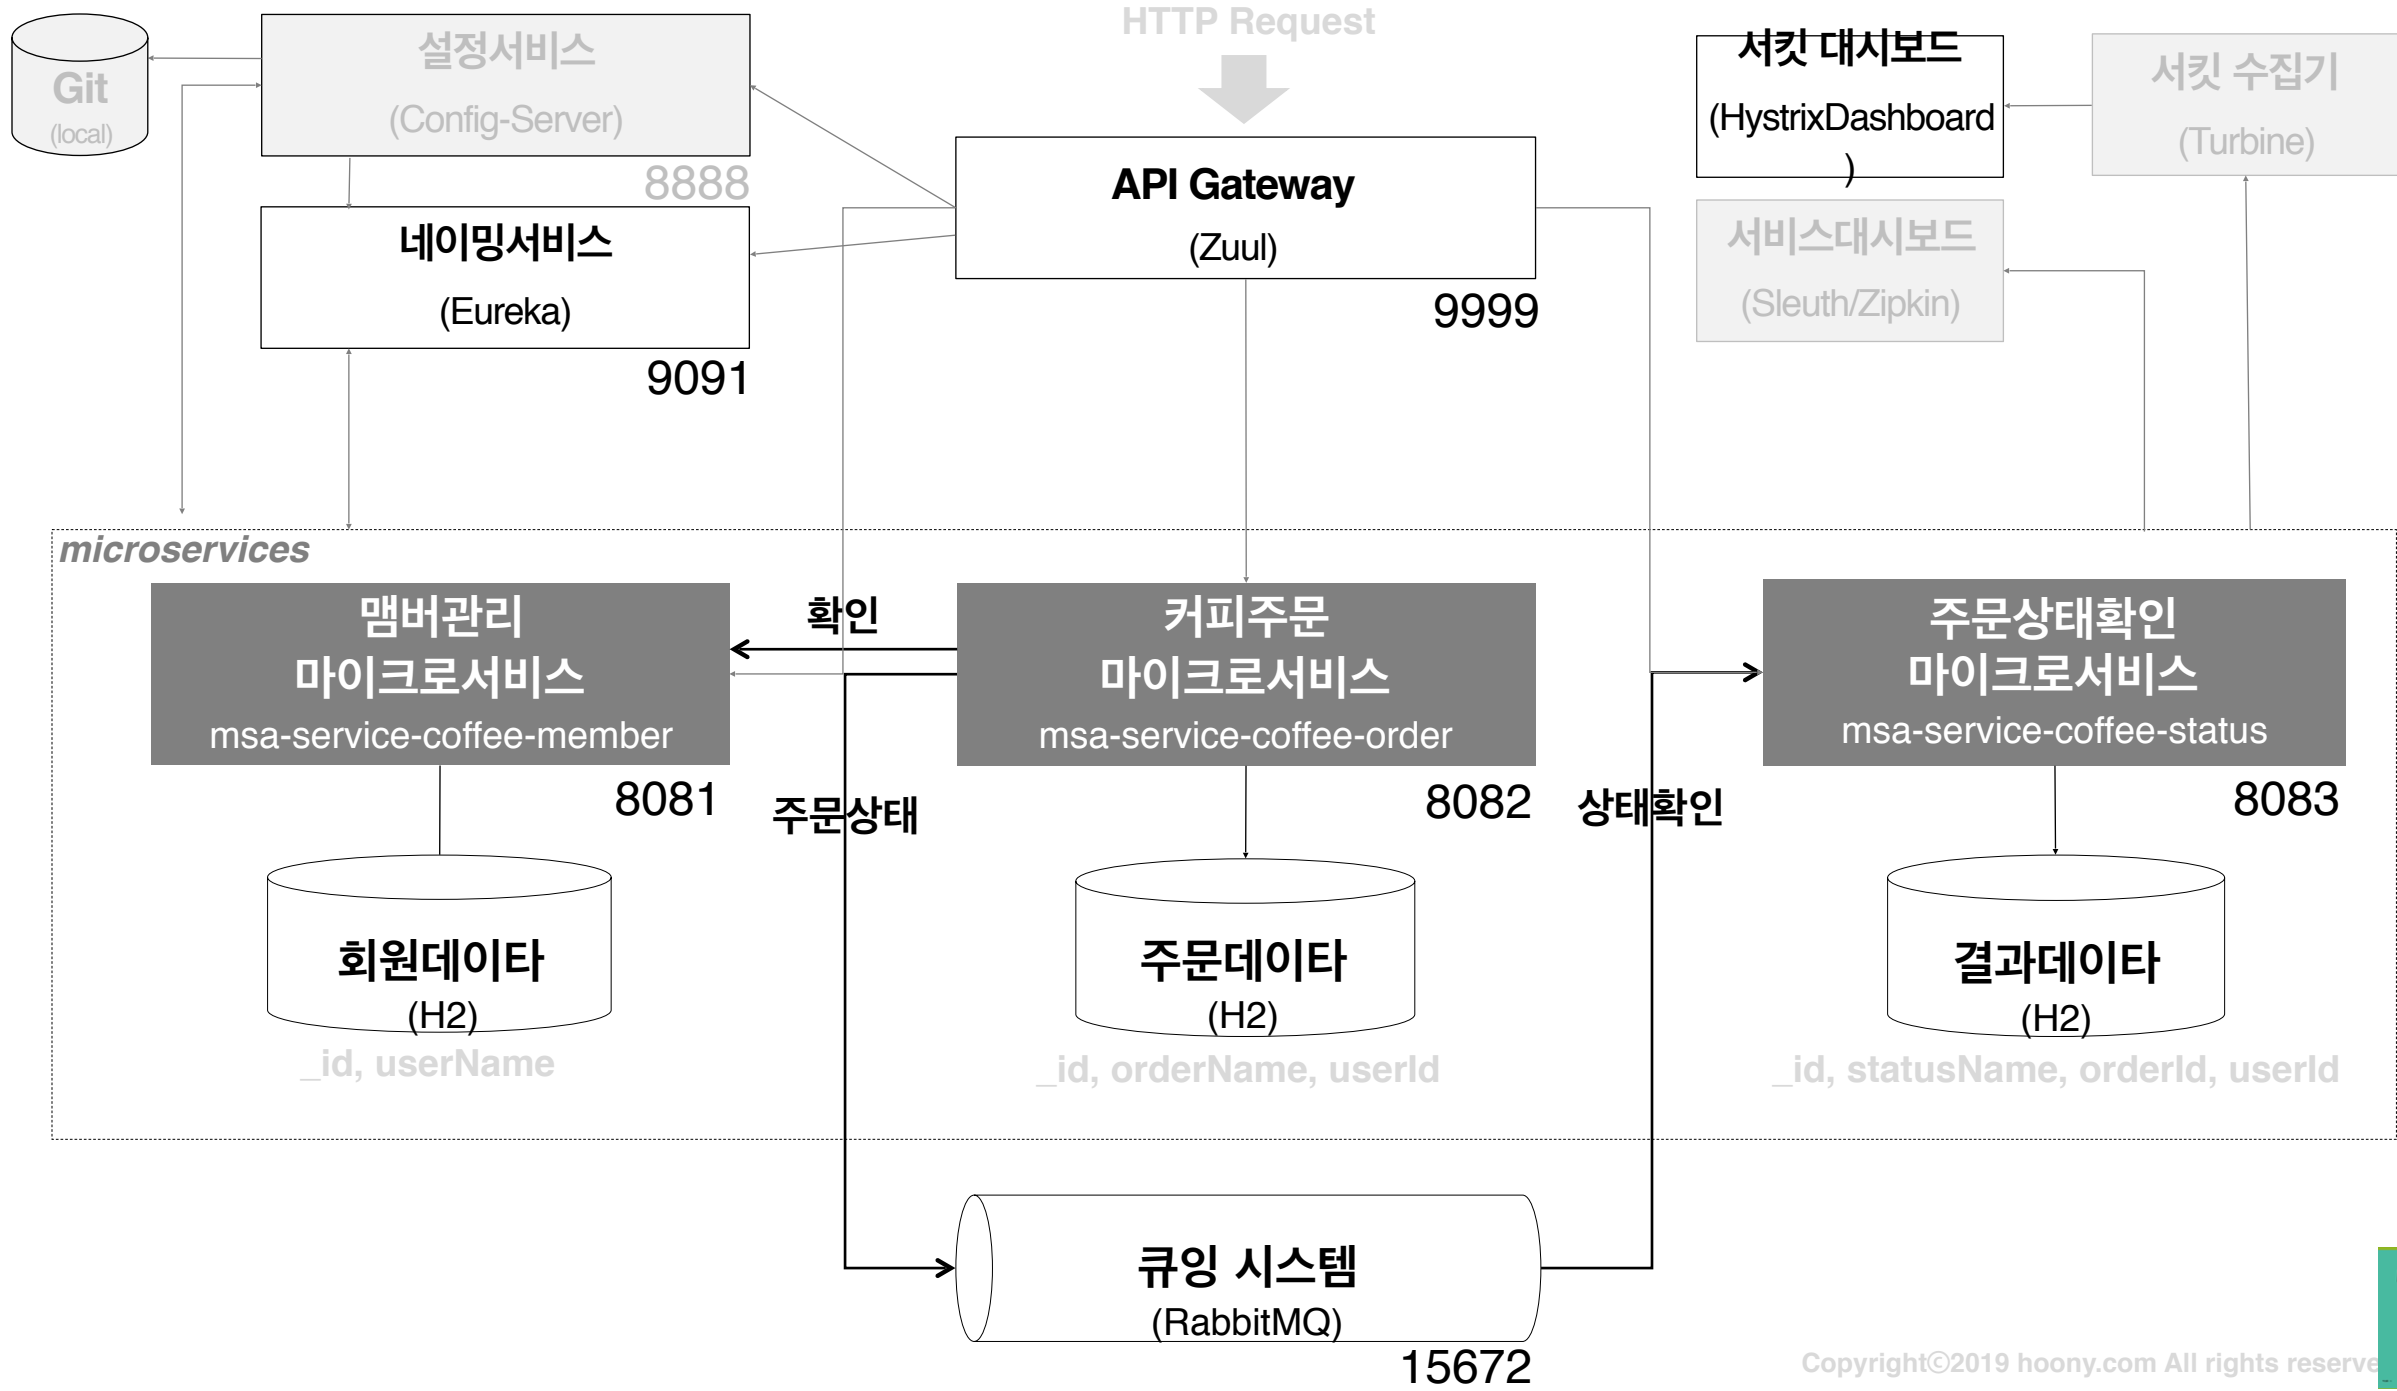 HTTP Request
Git
(local)
설정서비스
(Config-Server)
8888
네이밍서비스
(Eureka)
9091
API Gateway
(Zuul)
9999
서킷 대시보드
(HystrixDashboard
)
서킷 수집기
(Turbine)
서비스대시보드
(Sleuth/Zipkin)
microservices
맴버관리
마이크로서비스
msa-service-coffee-member
8081
확인
커피주문
마이크로서비스
msa-service-coffee-order
8082
주문상태확인
마이크로서비스
msa-service-coffee-status
8083
주문상태
상태확인
회원데이타
(H2)
_id, userName
주문데이타
(H2)
_id, orderName, userId
결과데이타
(H2)
_id, statusName, orderId, userId
큐잉 시스템
(RabbitMQ)
15672
Copyright©2019 hoony.com All rights reserve